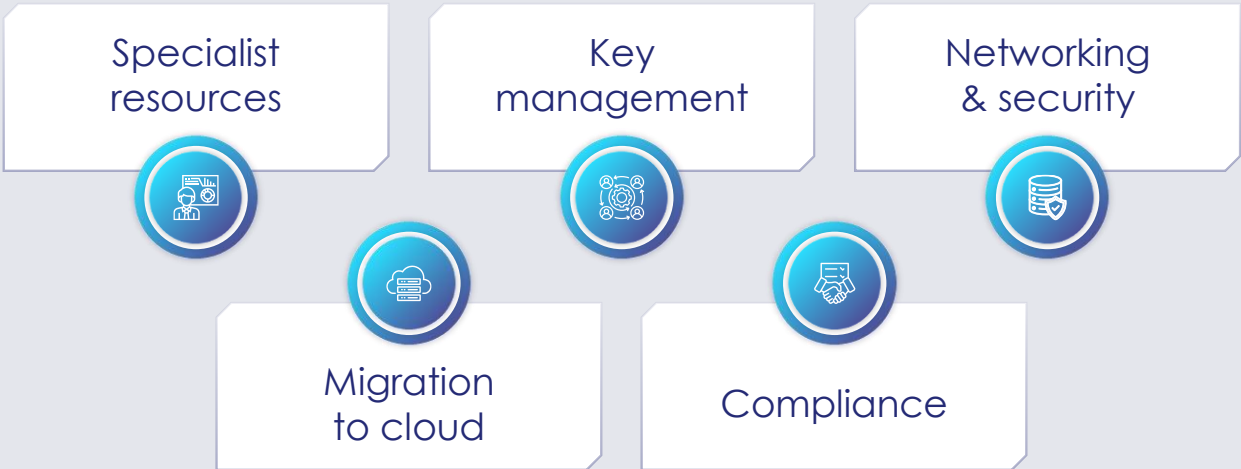 Specialist
resources
Key
management
Networking
& security
Migration
to cloud
Compliance